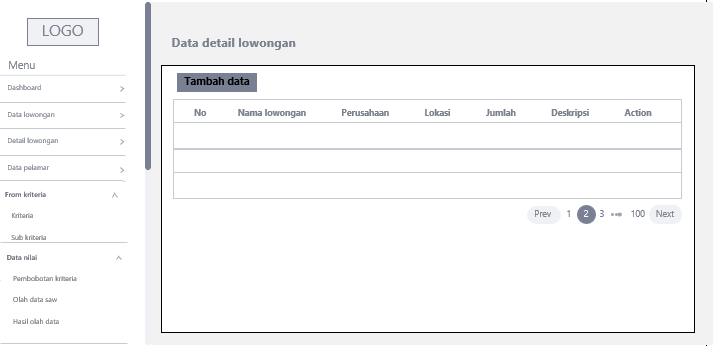 LOGO
Menu
Dashboard
Data lowongan
Detail lowongan
Data pelamar
From kriteria
Kriteria
Sub kriteria
Data nilai
Pembobotan kriteria
Olah data saw
Hasil olah data
Data detail lowongan
Tambah data
No Nama lowongan Perusahaan Lokasi Jumlah Deskripsi Action
Prev 1 2 3 100 Next